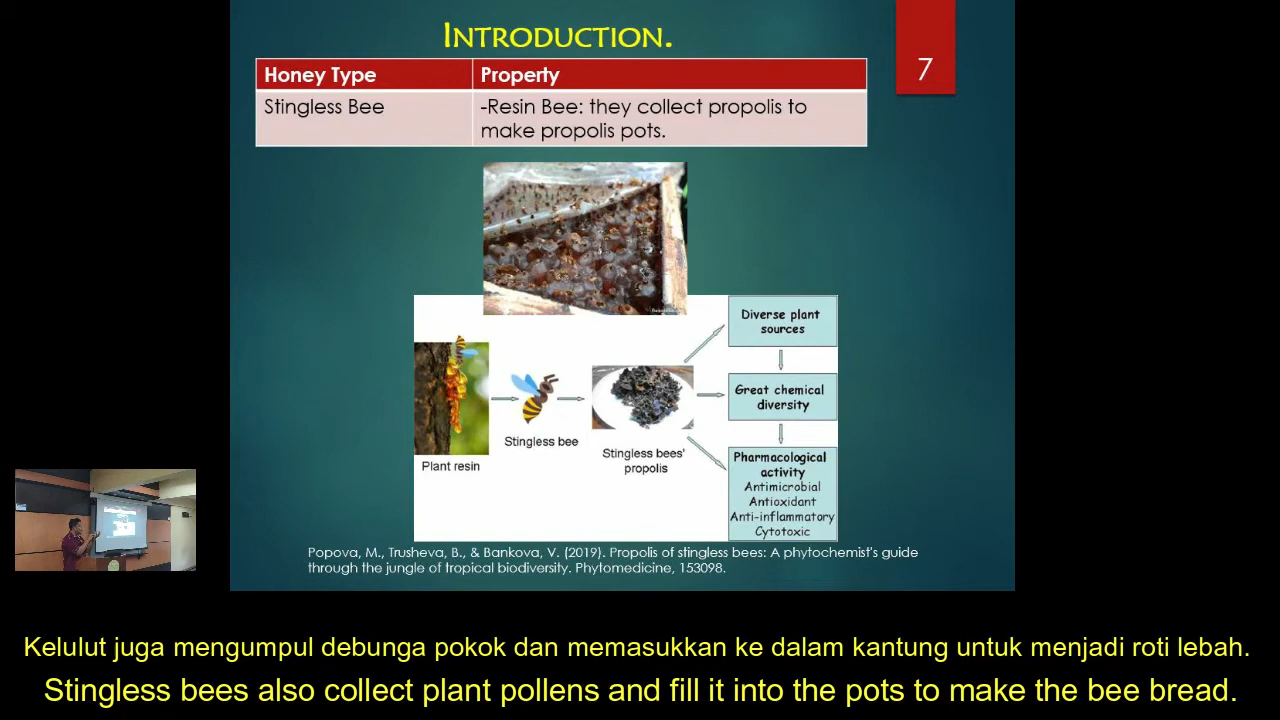 INTRODUCTION.
7
Honey Type Property
Stingless Bee -Resin Bee: they collect propolis to
make propolis pots.
Diverse plant
sources
Great chemical
diversity
Plant resin
Stingless bee
Stingless bees'
propolis
Pharmacological
activity
Antimicrobial
Antioxidant
Anti-inflammatory
Cytotoxic
Popova, M., Trusheva, B., & Bankova, V. (2019). Propolis of stingless bees: A phytochemist's guide
through the jungle of tropical biodiversity. Phytomedicine, 153098.
Kelulut juga mengumpul debunga pokok dan memasukkan ke dalam kantung untuk menjadi roti lebah.
Stingless bees also collect plant pollens and fill it into the pots to make the bee bread.